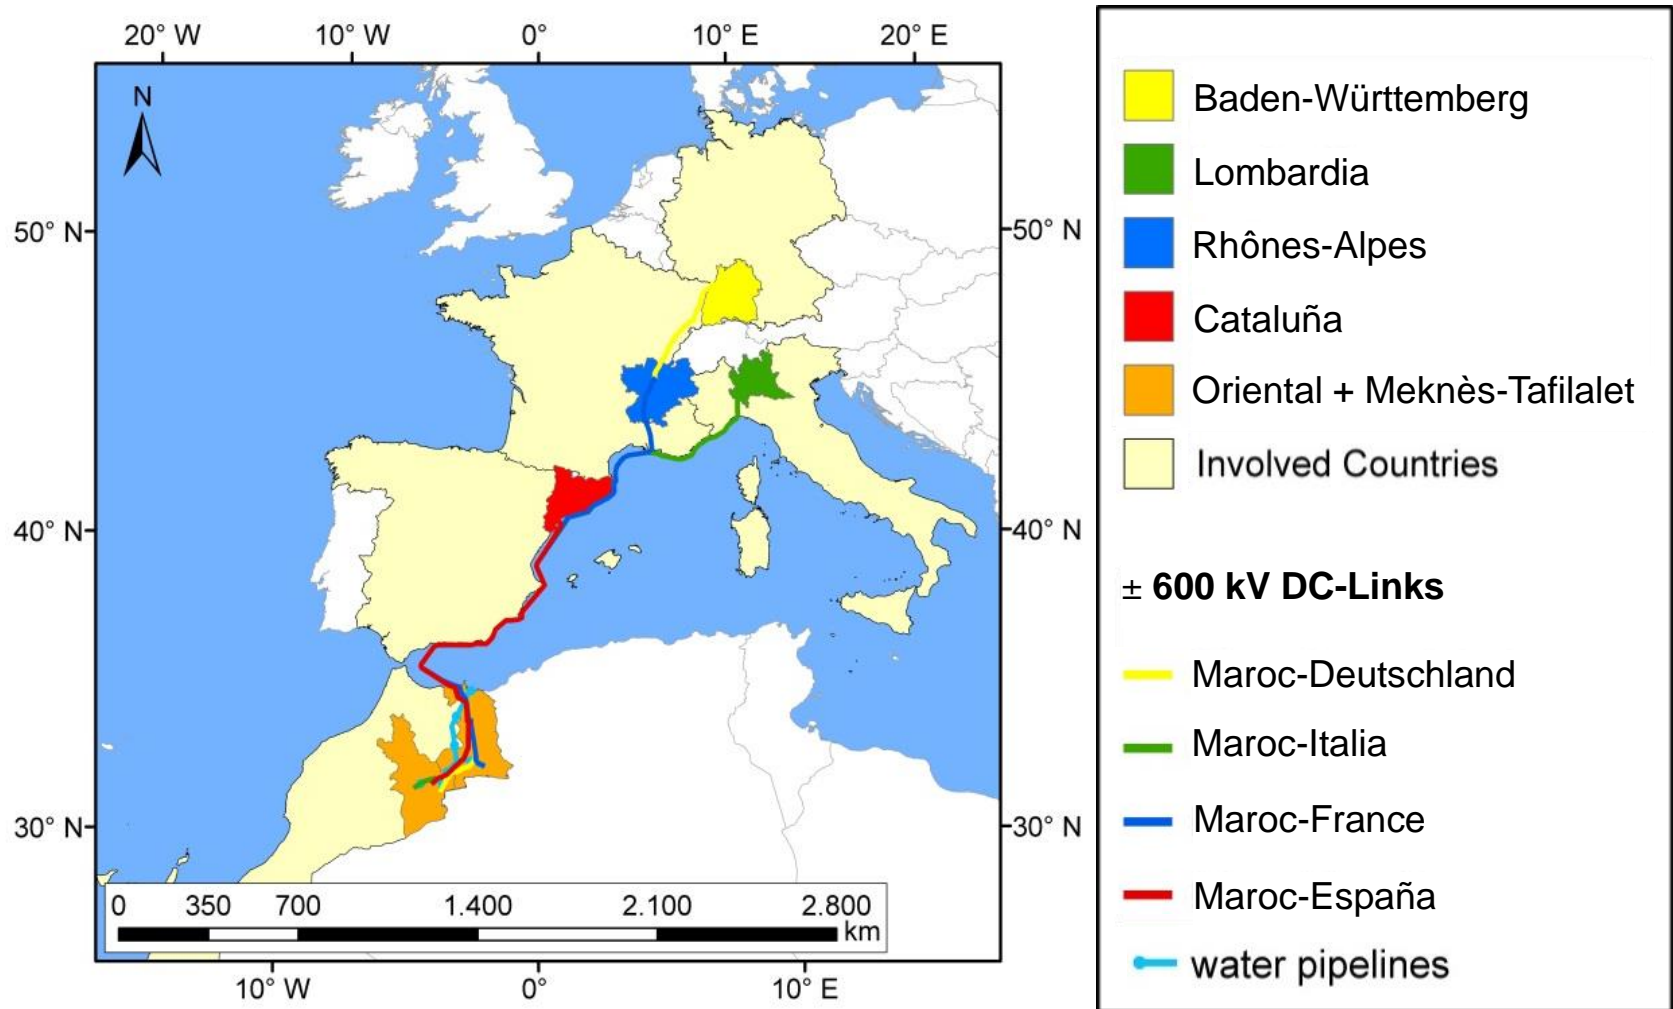 20° W 10° W 0° 10° E 20° E
N
50° N 50° N
40° N 40° N
30° N 30° N
0 350 700 1.400 2.100 2.800
km
10° W 0° 10° E
Baden-Württemberg
Lombardia
Rhônes-Alpes
Cataluña
Oriental + Meknès-Tafilalet
Involved Countries
± 600 kV DC-Links
Maroc-Deutschland
Maroc-Italia
Maroc-France
Maroc-España
water pipelines